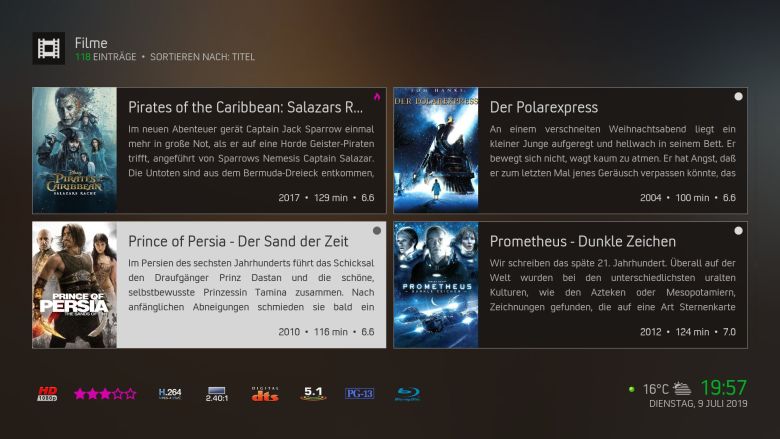 Filme
118 EINTRÄGE • SORTIEREN NACH: TITEL
Pirates of the Caribbean: Salazars R...
Im neuen Abenteuer gerät Captain Jack Sparrow einmal
mehr in große Not, als er auf eine Horde Geister-Piraten
trifft, angeführt von Sparrows Nemesis Captain Salazar.
Die Untoten sind aus dem Bermuda-Dreieck entkommen,
2017 • 129 min • 6.6
DISNEY
PIRATES
CARIBBEAN
SALAZARS RACHE
TOM HANKS
DER POLAREXPRESS
Der Polarexpress
An einem verschneiten Weihnachtsabend liegt ein
kleiner Junge aufgeregt und hellwach in seinem Bett. Er
bewegt sich nicht, wagt kaum zu atmen. Er hat Angst, daß
er zum letzten Mal jenes Geräusch verpassen könnte, das
2004 • 100 min • 6.6
PRINCE OF
PERSIA
THE SANDS OF
Prince of Persia - Der Sand der Zeit
Im Persien des sechsten Jahrhunderts führt das Schicksal
den Draufgänger Prinz Dastan und die schöne,
selbstbewusste Prinzessin Tamina zusammen. Nach
anfänglichen Abneigungen schmieden sie bald ein
2010 • 116 min • 6.6
PROMETHEUS
DUNKLE ZEICHEN
Prometheus - Dunkle Zeichen
Wir schreiben das späte 21. Jahrhundert. Überall auf der
Welt wurden bei den unterschiedlichsten uralten
Kulturen, wie den Azteken oder Mesopotamiern,
Zeichnungen gefunden, die auf eine Art Sternenkarte
2012 • 124 min • 7.0
HD
1080p
H.264
2.40:1
DIGITAL
dts
5.1
PG-13
Blu-ray Disc
16°C
19:57
DIENSTAG, 9 JULI 2019